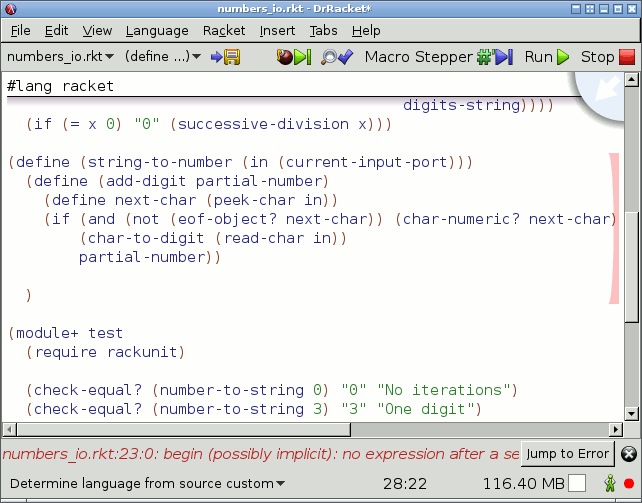 numbers_io.rkt - DrRacket*
File Edit View Language Racket Insert Tabs Help
numbers_io.rkt (define ...) Macro Stepper Run Stop
#lang racket
digits-string))))
(if (= x 0) "0" (successive-division x)))
(define (string-to-number (in (current-input-port)))
(define (add-digit partial-number)
(define next-char (peek-char in))
(if (and (not (eof-object? next-char)) (char-numeric? next-char)
(char-to-digit (read-char in))
partial-number))
)
(module+ test
(require rackunit)
(check-equal? (number-to-string 0) "0" "No iterations")
(check-equal? (number-to-string 3) "3" "One digit")
numbers_io.rkt:23:0: begin (possibly implicit): no expression after a se Jump to Error
Determine language from source custom 28:22 116.40 MB